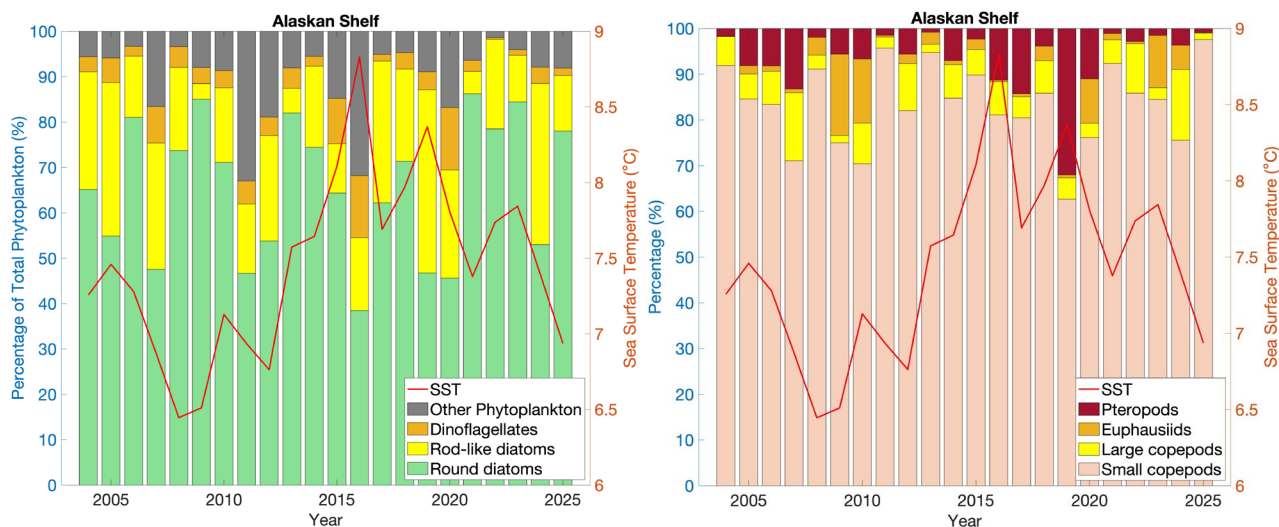 Alaskan Shelf
100
90
80
70
60
50
40
30
20
10
0
Percentage of Total Phytoplankton (%)
9
8.5
8
7.5
7
6.5
6
Sea Surface Temperature (°C)
SST
Other Phytoplankton
Dinoflagellates
Rod-like diatoms
Round diatoms
2005
2010
2015
2020
2025
Year
Alaskan Shelf
100
90
80
70
60
50
40
30
20
10
0
Percentage (%)
9
8.5
8
7.5
7
6.5
6
Sea Surface Temperature (°C)
SST
Pteropods
Euphausiids
Large copepods
Small copepods
2005
2010
2015
2020
2025
Year